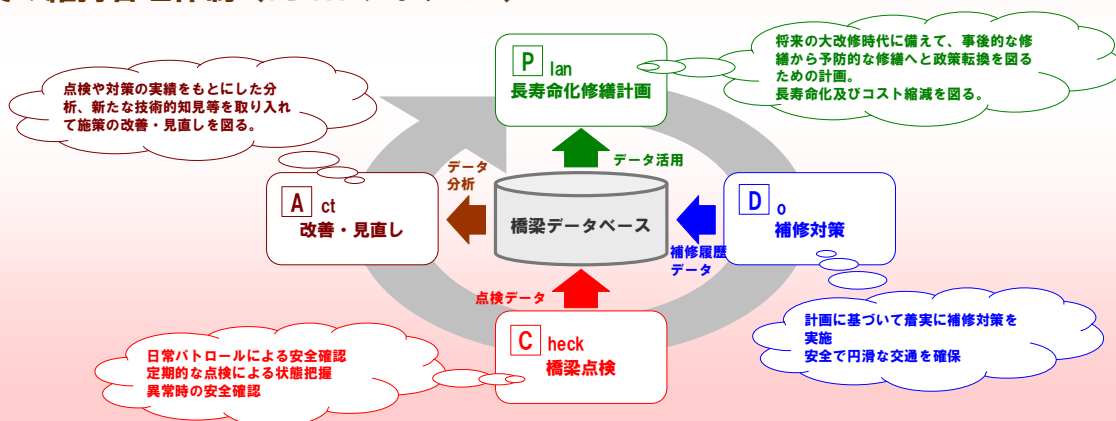 将来の大改修時代に備えて、事後的な修
繕から予防的な修繕へと政策転換を図る
ための計画。
長寿命化及びコスト縮減を図る。
P lan
長寿命化修繕計画
点検や対策の実績をもとにした分
析、新たな技術的知見等を取り入れ
て施策の改善・見直しを図る。
データ活用
データ
分析
A ct
改善・見直し
橋梁データベース
D o
補修対策
補修履歴
データ
点検データ
C heck
橋梁点検
計画に基づいて着実に補修対策を
実施
安全で円滑な交通を確保
日常パトロールによる安全確認
定期的な点検による状態把握
異常時の安全確認